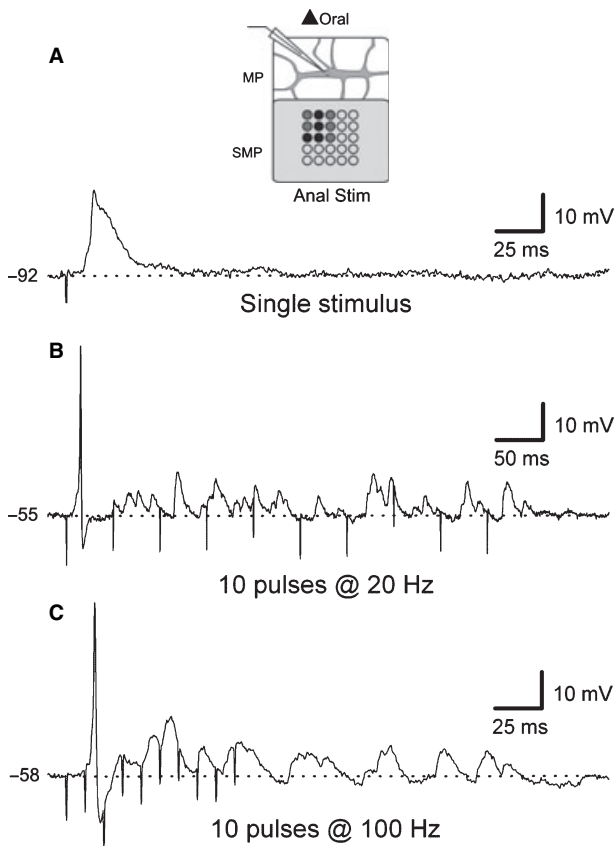 ▲Oral
A
MP
SMP
Anal Stim
10 mV
25 ms
–92
Single stimulus
B
10 mV
50 ms
–55
10 pulses @ 20 Hz
C
10 mV
25 ms
–58
10 pulses @ 100 Hz